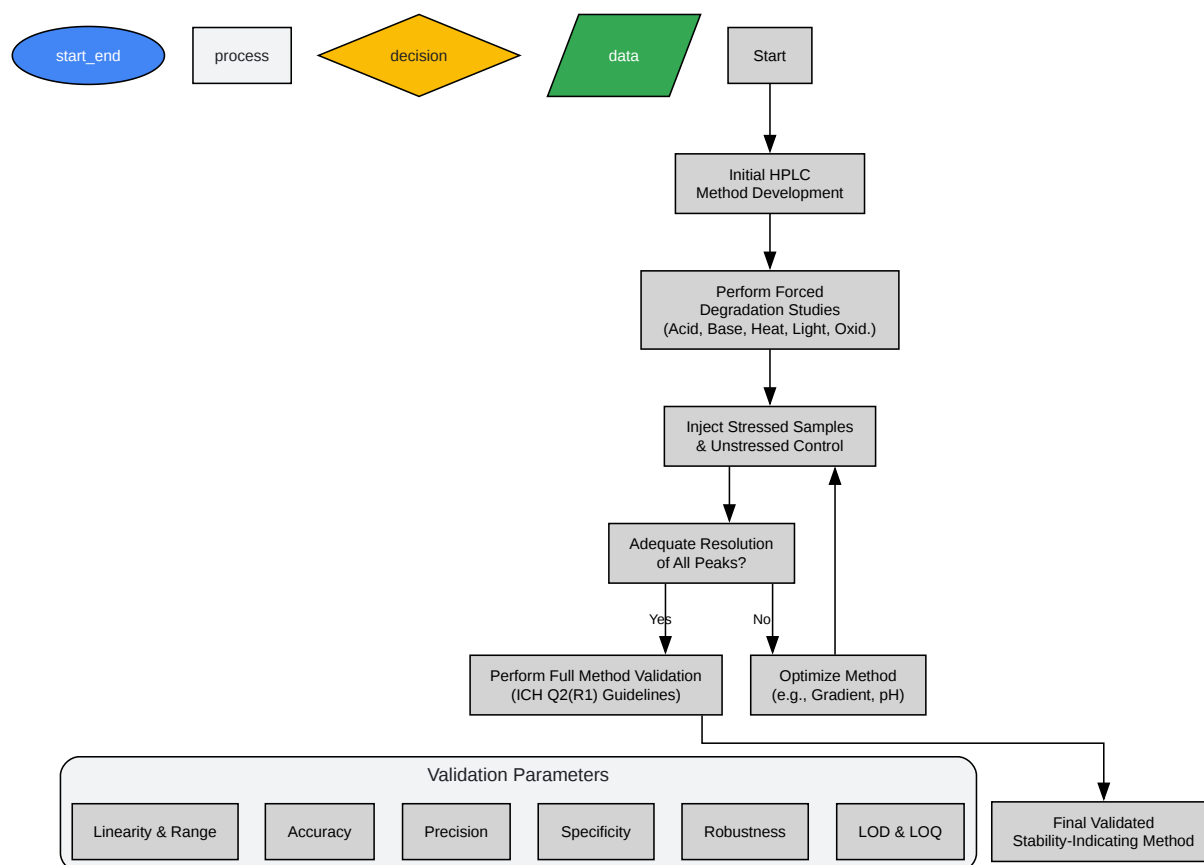 start_end
process
decision
data
Start
Initial HPLC
Method Development
Perform Forced
Degradation Studies
(Acid, Base, Heat, Light, Oxid.)
Inject Stressed Samples
& Unstressed Control
Adequate Resolution
of All Peaks?
Yes
No
Perform Full Method Validation
(ICH Q2(R1) Guidelines)
Optimize Method
(e.g., Gradient, pH)
Validation Parameters
Linearity & Range
Accuracy
Precision
Specificity
Robustness
LOD & LOQ
Final Validated
Stability-Indicating Method